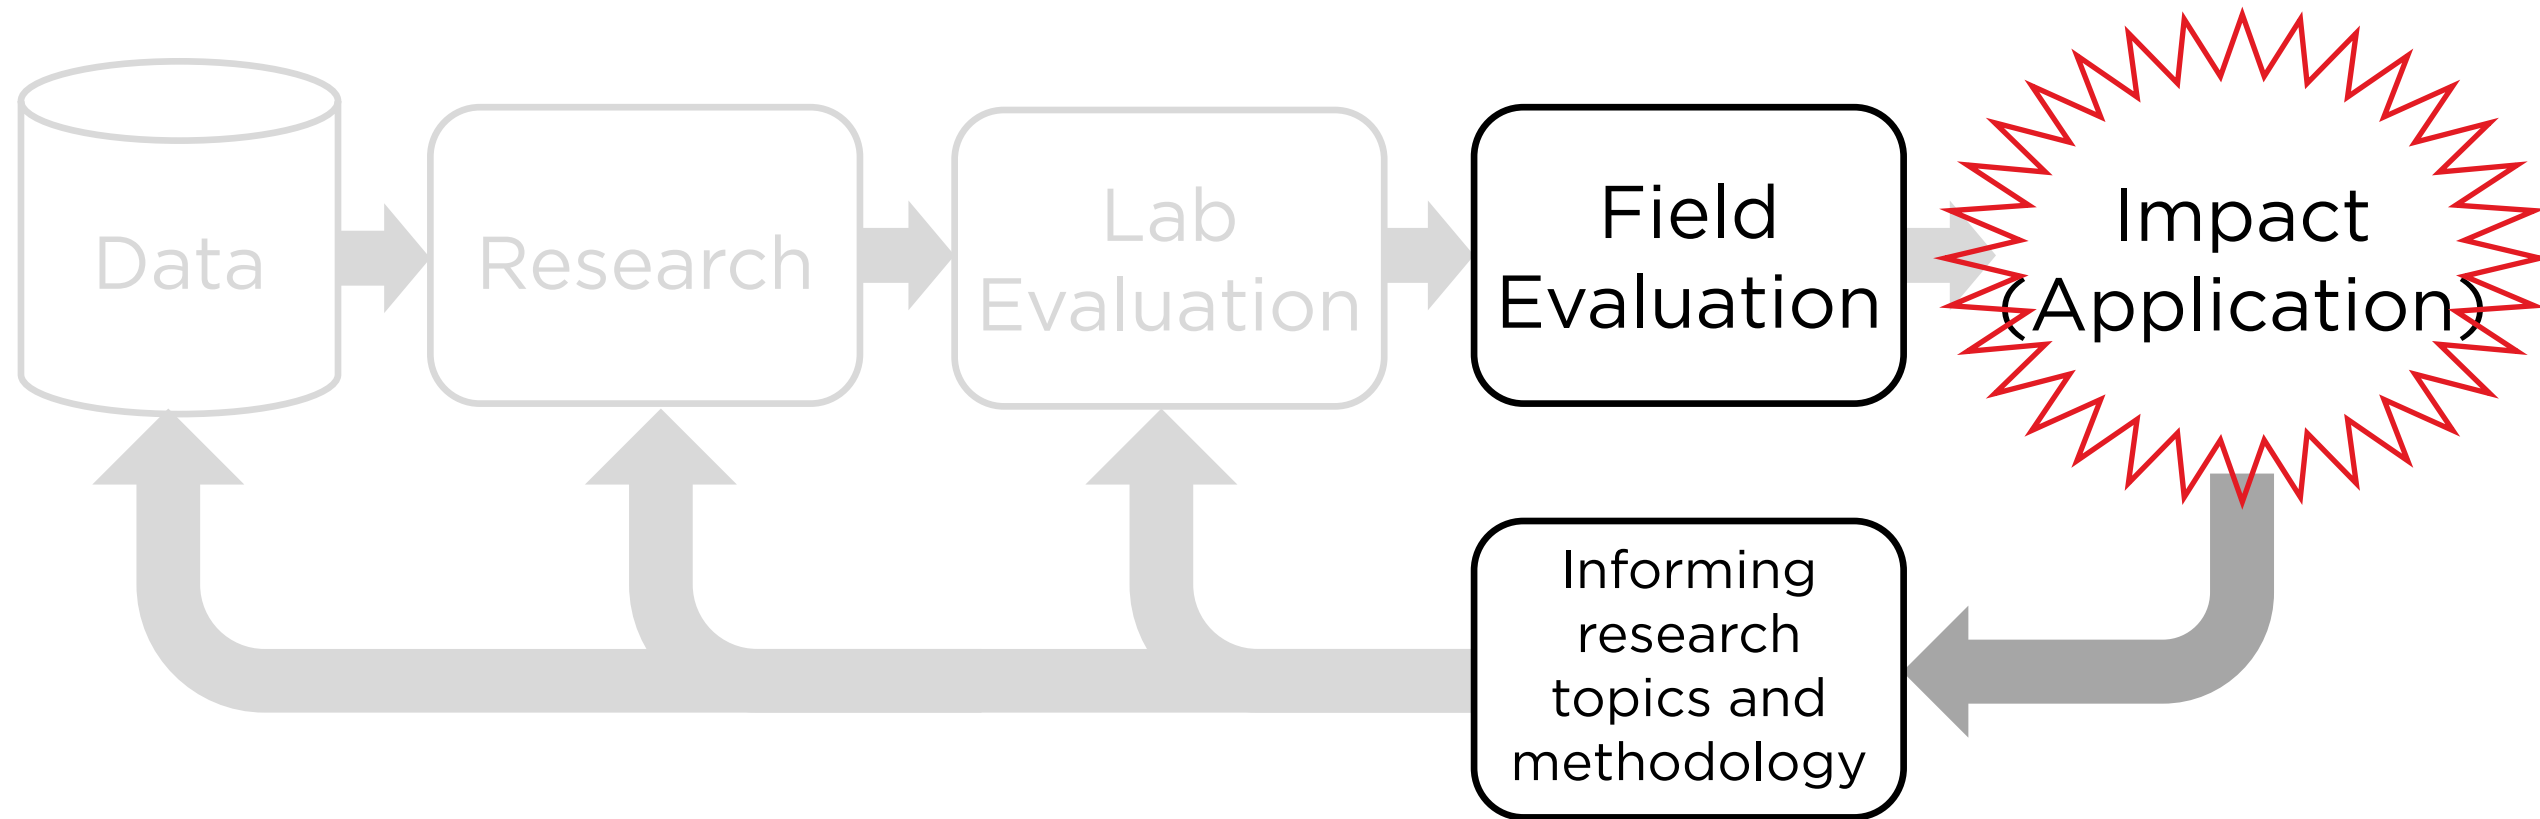 Data
Research
Lab
Evaluation
Field
Evaluation
Impact
(Application)
Informing
research
topics and
methodology